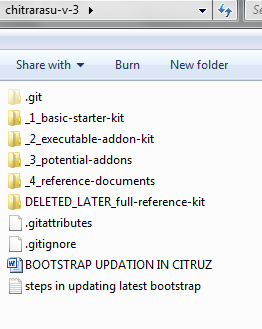 chitrarasu-v-3
Share with
Burn
New folder
.git
_1_basic-starter-kit
_2_executable-addon-kit
_3_potential-addons
_4_reference-documents
DELETED_LATER_full-reference-kit
.gitattributes
.gitignore
BOOTSTRAP UPDATION IN CITRUZ
steps in updating latest bootstrap